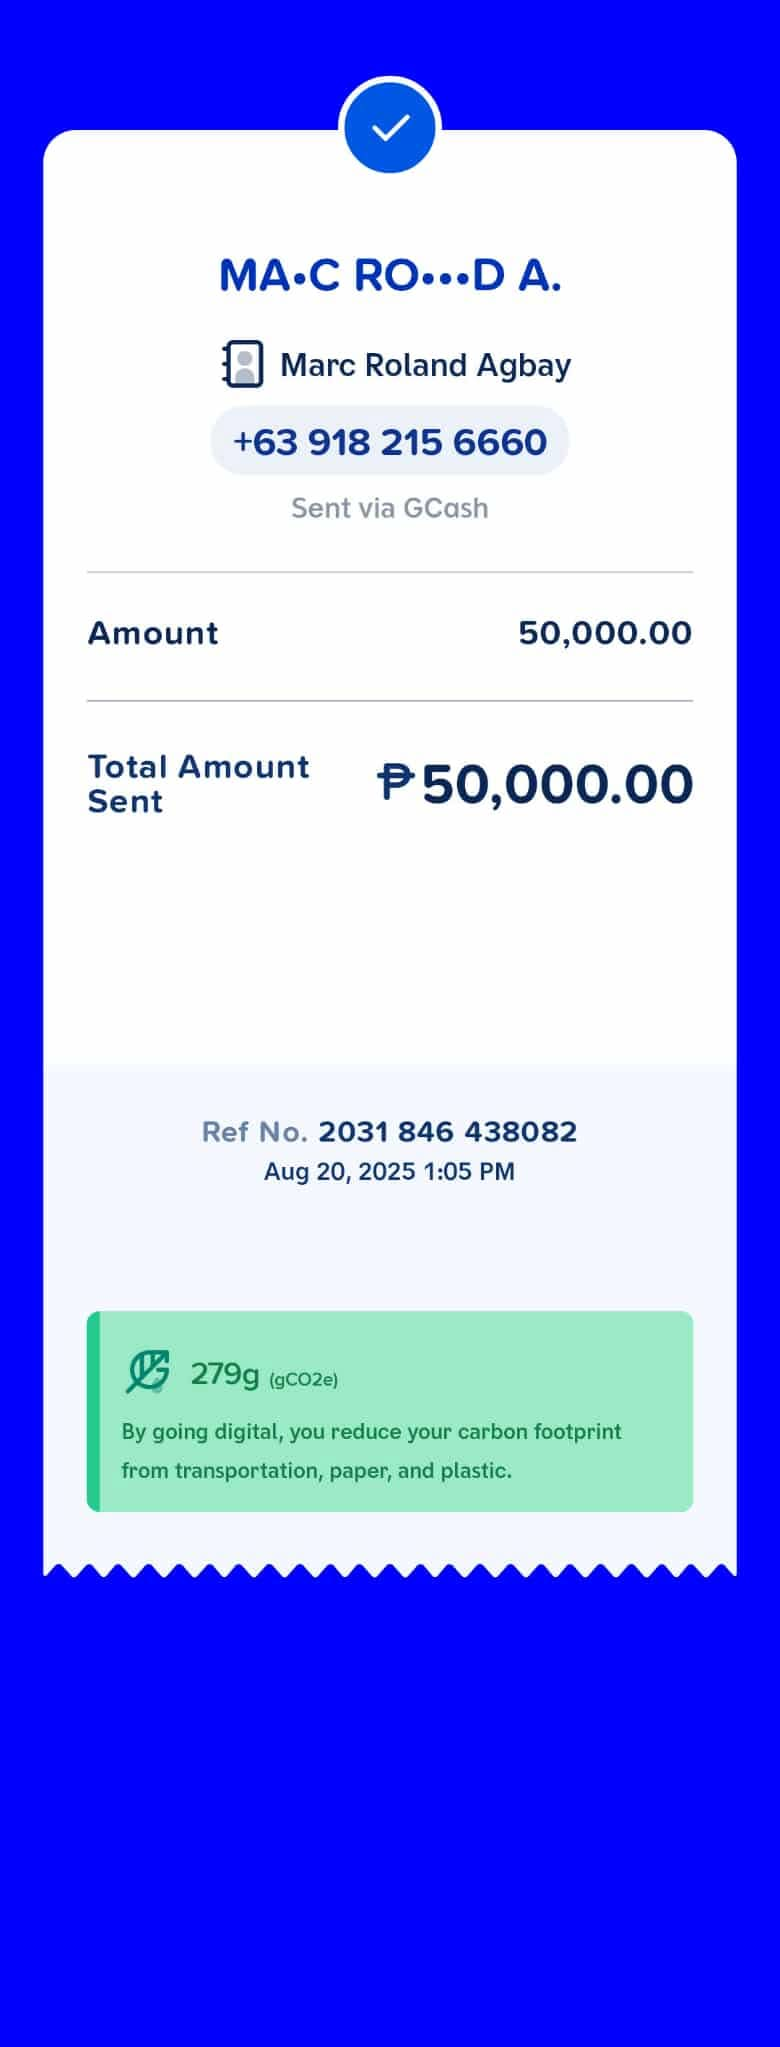 MA•C RO•••D A.
Marc Roland Agbay
+63 918 215 6660
Sent via GCash
Amount 50,000.00
Total Amount Sent ₱50,000.00
Ref No. 2031 846 438082
Aug 20, 2025 1:05 PM
279g (gCO2e)
By going digital, you reduce your carbon footprint
from transportation, paper, and plastic.